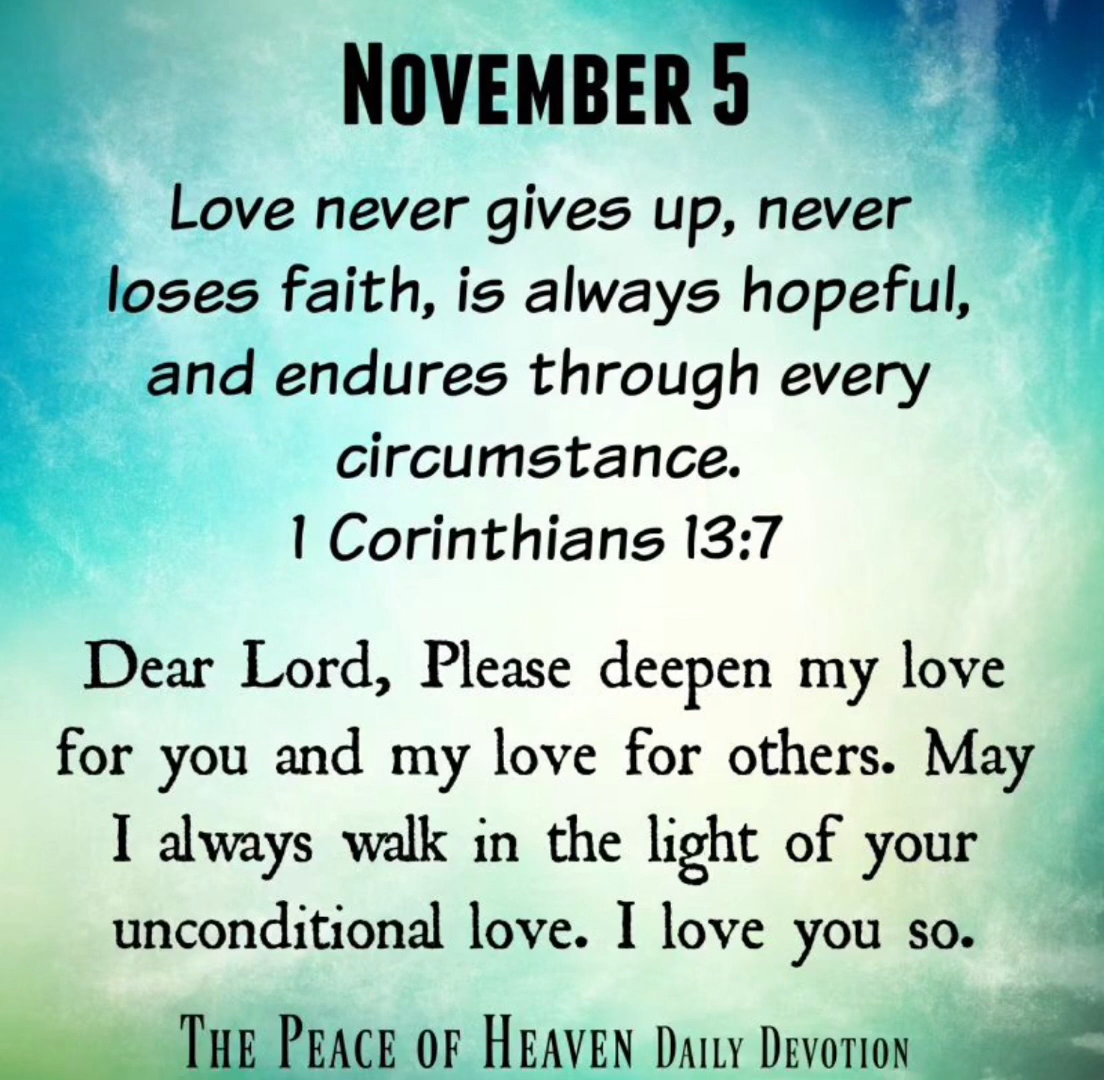 NOVEMBER 5
Love never gives up, never
loses faith, is always hopeful,
and endures through every
circumstance.
1 Corinthians 13:7
Dear Lord, Please deepen my love
for you and my love for others. May
I always walk in the light of your
unconditional love. I love you so.
THE PEACE OF HEAVEN DAILY DEVOTION